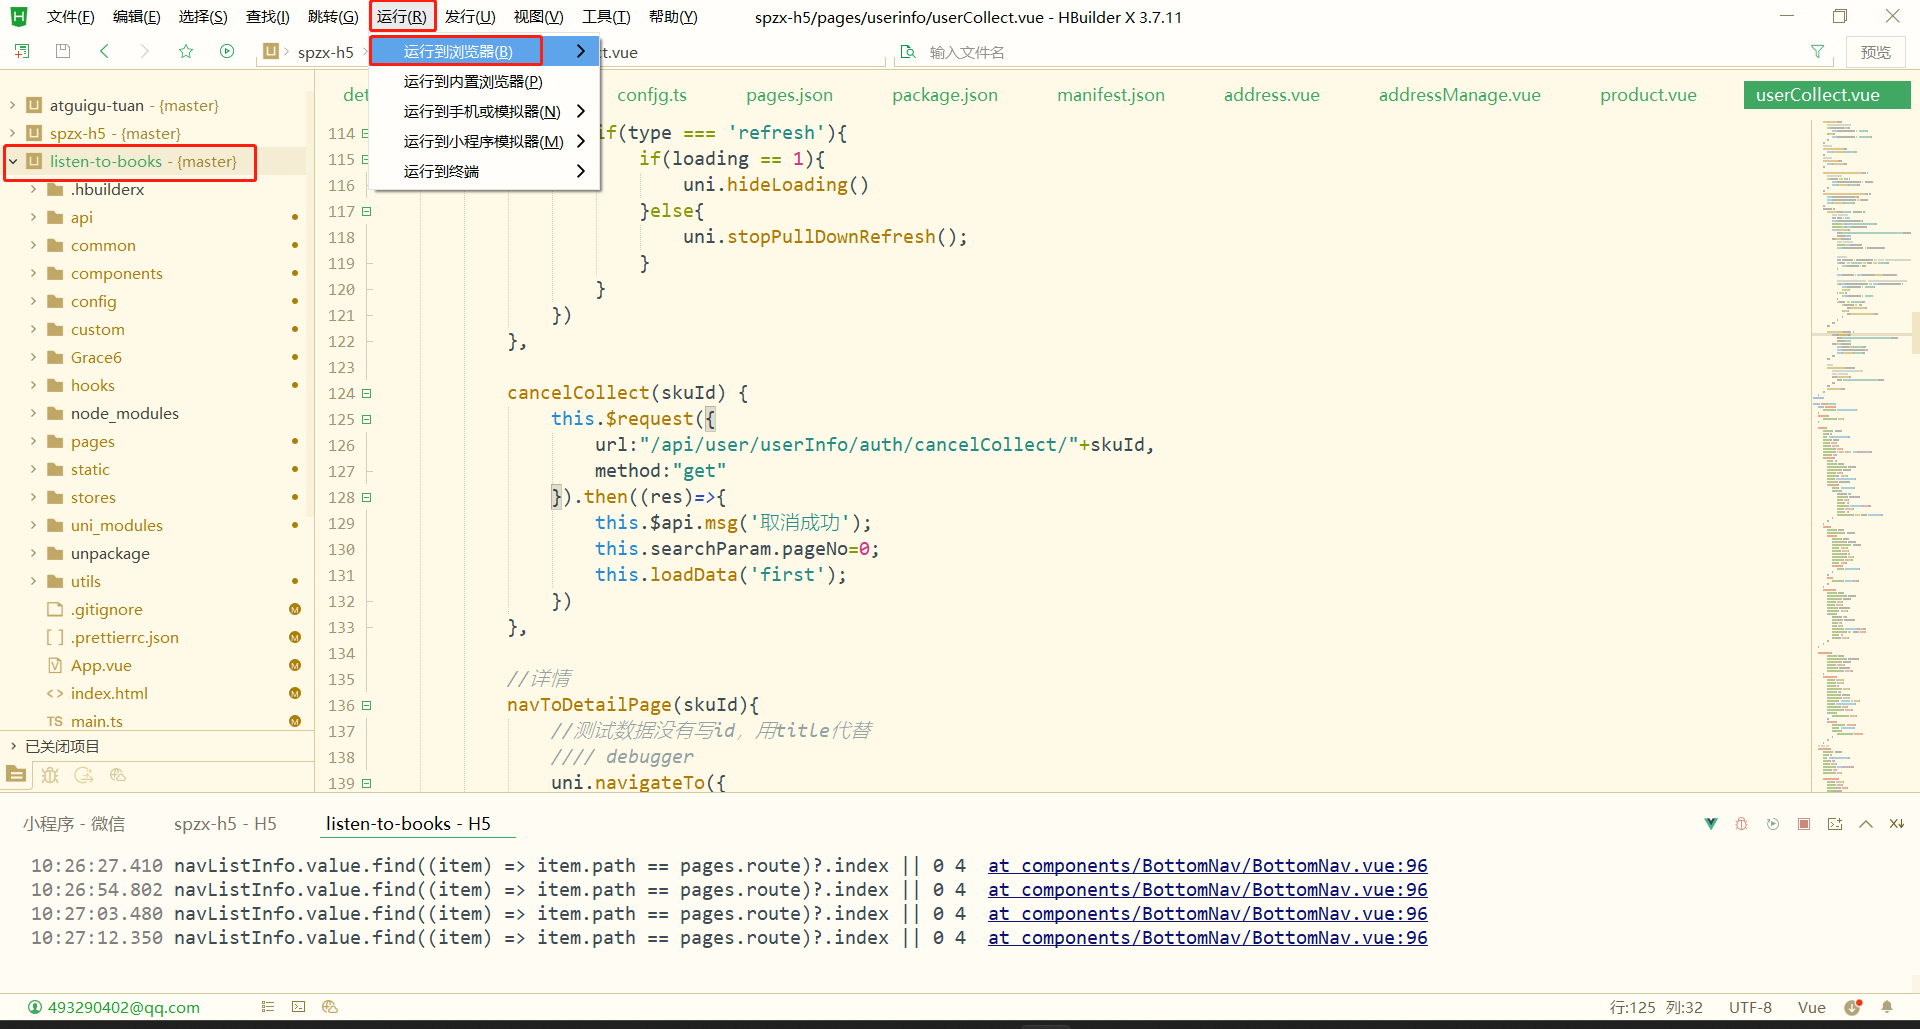 文件(F) 编辑(E) 选择(S) 查找(I) 跳转(G) 运行(R) 发行(U) 视图(V) 工具(T) 帮助(Y) spzx-h5/pages/userinfo/userCollect.vue - HBuilder X 3.7.11
spzx-h5 ct.vue 输入文件名 预览
运行到浏览器(B)
运行到内置浏览器(P)
运行到手机或模拟器(N)
运行到小程序模拟器(M)
运行到终端
det confjg.ts pages.json package.json manifest.json address.vue addressManage.vue product.vue userCollect.vue
atguigu-tuan - {master}
spzx-h5 - {master}
listen-to-books - {master}
.hbuilderx
api
common
components
config
custom
Grace6
hooks
node_modules
pages
static
stores
uni_modules
unpackage
utils
.gitignore M
.prettierrc.json M
App.vue M
index.html M
TS main.ts M
已关闭项目
114 if(type === 'refresh'){
115 if(loading == 1){
116 uni.hideLoading()
117 }else{
118 uni.stopPullDownRefresh();
119 }
120 }
121 })
122 },
123
124 cancelCollect(skuId) {
125 this.$request({
126 url:"/api/user/userInfo/auth/cancelCollect/"+skuId,
127 method:"get"
128 }).then((res)=>{
129 this.$api.msg('取消成功');
130 this.searchParam.pageNo=0;
131 this.loadData('first');
132 })
133 },
134
135 //详情
136 navToDetailPage(skuId){
137 //测试数据没有写id，用title代替
138 //// debugger
139 uni.navigateTo({
小程序 - 微信 spzx-h5 - H5 listen-to-books - H5
10:26:27.410 navListInfo.value.find((item) => item.path == pages.route)?.index || 0 4 at components/BottomNav/BottomNav.vue:96
10:26:54.802 navListInfo.value.find((item) => item.path == pages.route)?.index || 0 4 at components/BottomNav/BottomNav.vue:96
10:27:03.480 navListInfo.value.find((item) => item.path == pages.route)?.index || 0 4 at components/BottomNav/BottomNav.vue:96
10:27:12.350 navListInfo.value.find((item) => item.path == pages.route)?.index || 0 4 at components/BottomNav/BottomNav.vue:96
493290402@qq.com 行:125 列:32 UTF-8 Vue